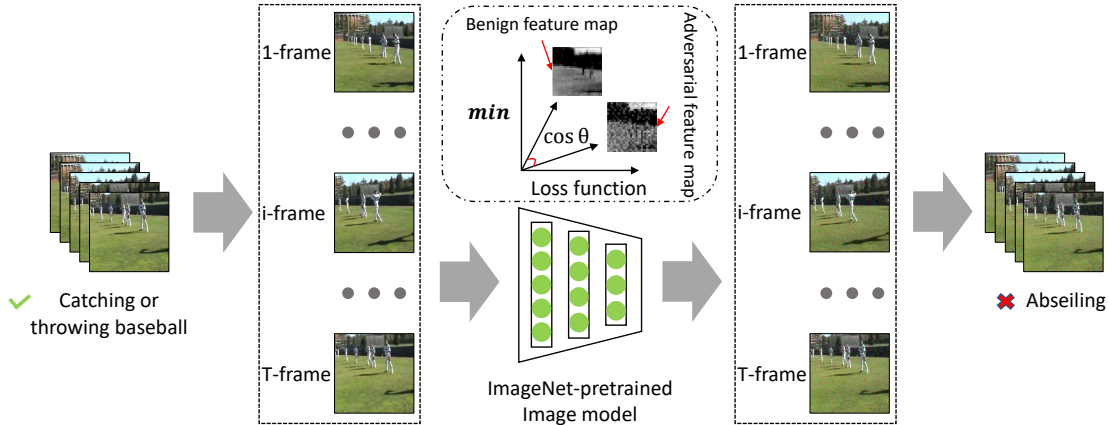 Catching or
throwing baseball
1-frame
i-frame
T-frame
Benign feature map
Adversarial feature map
min
cos θ
Loss function
ImageNet-pretrained
Image model
1-frame
i-frame
T-frame
Abseiling